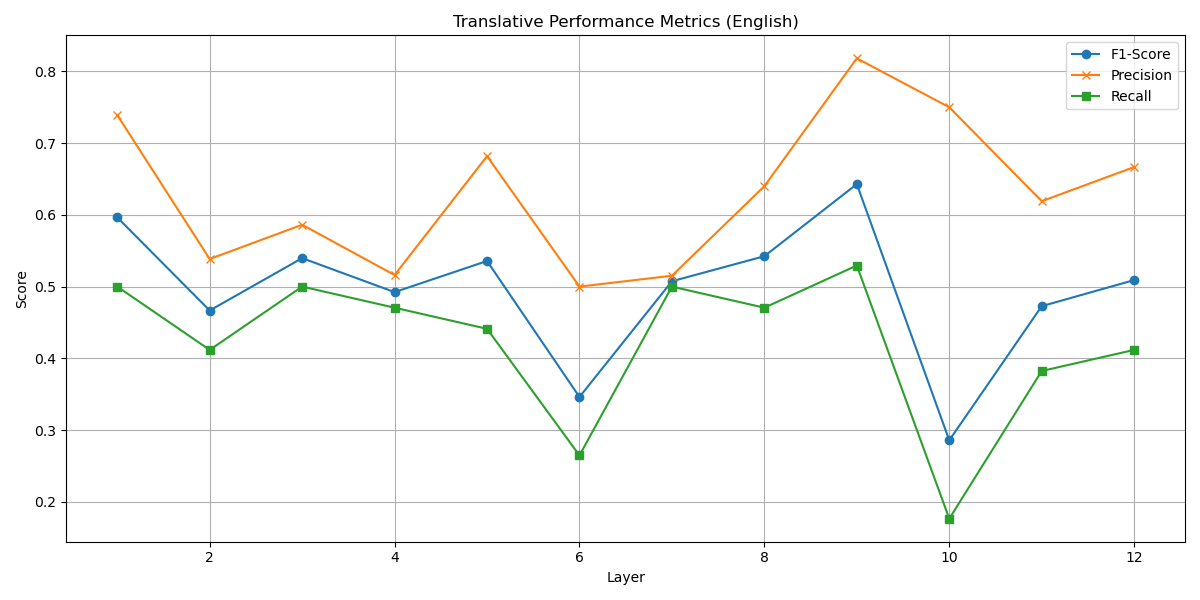 Translative Performance Metrics (English)
F1-Score
Precision
Recall
0.8
0.7
0.6
0.5
0.4
0.3
0.2
Score
2 4 6 8 10 12
Layer